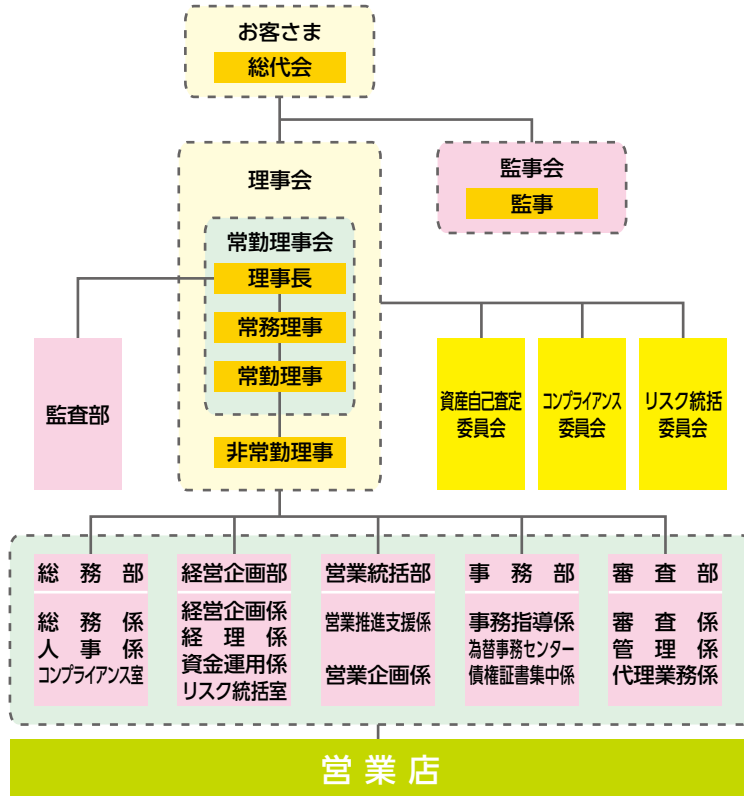 お客さま
総代会
理事会
監事会
監事
常勤理事会
理事長
常務理事
常勤理事
非常勤理事
監査部
資産自己査定
委員会
コンプライアンス
委員会
リスク統括
委員会
総務部
総務係
人事係
コンプライアンス室
経営企画部
経営企画係
経理係
資金運用係
リスク統括室
営業統括部
営業推進支援係
営業企画係
事務部
事務指導係
為替事務センター
債権証書集中係
審査部
審査係
管理係
代理業務係
営業店